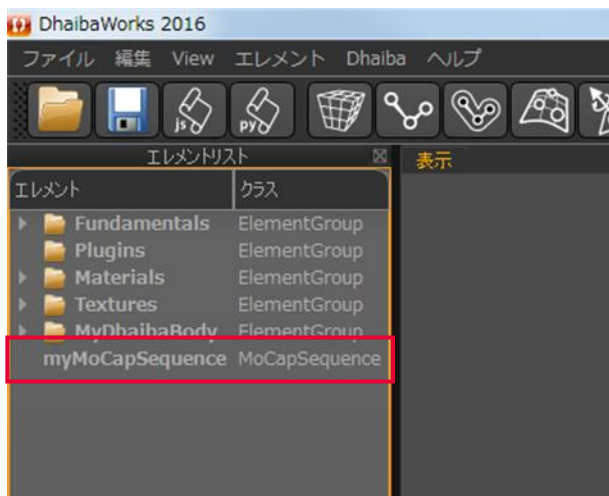 DhaibaWorks 2016
ファイル 編集 View エレメント Dhaiba ヘルプ
js py
エレメントリスト
表示
エレメント クラス
Fundamentals ElementGroup
Plugins ElementGroup
Materials ElementGroup
Textures ElementGroup
MyDhaibaBody ElementGroup
myMoCapSequence MoCapSequence